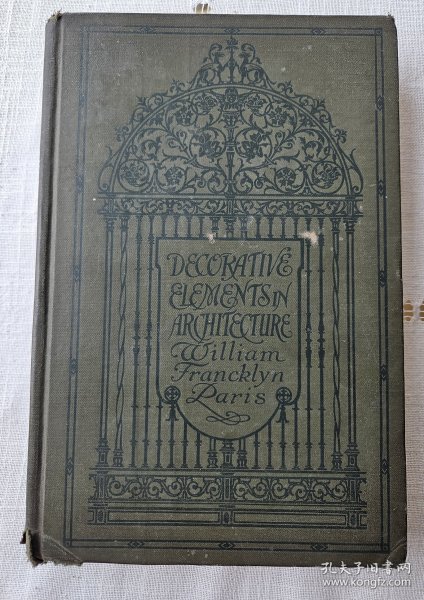 DECORATIVE
ELEMENTS IN
ARCHITECTURE
William
Francklyn
Paris
孔夫子旧书网
www.kongfz.com